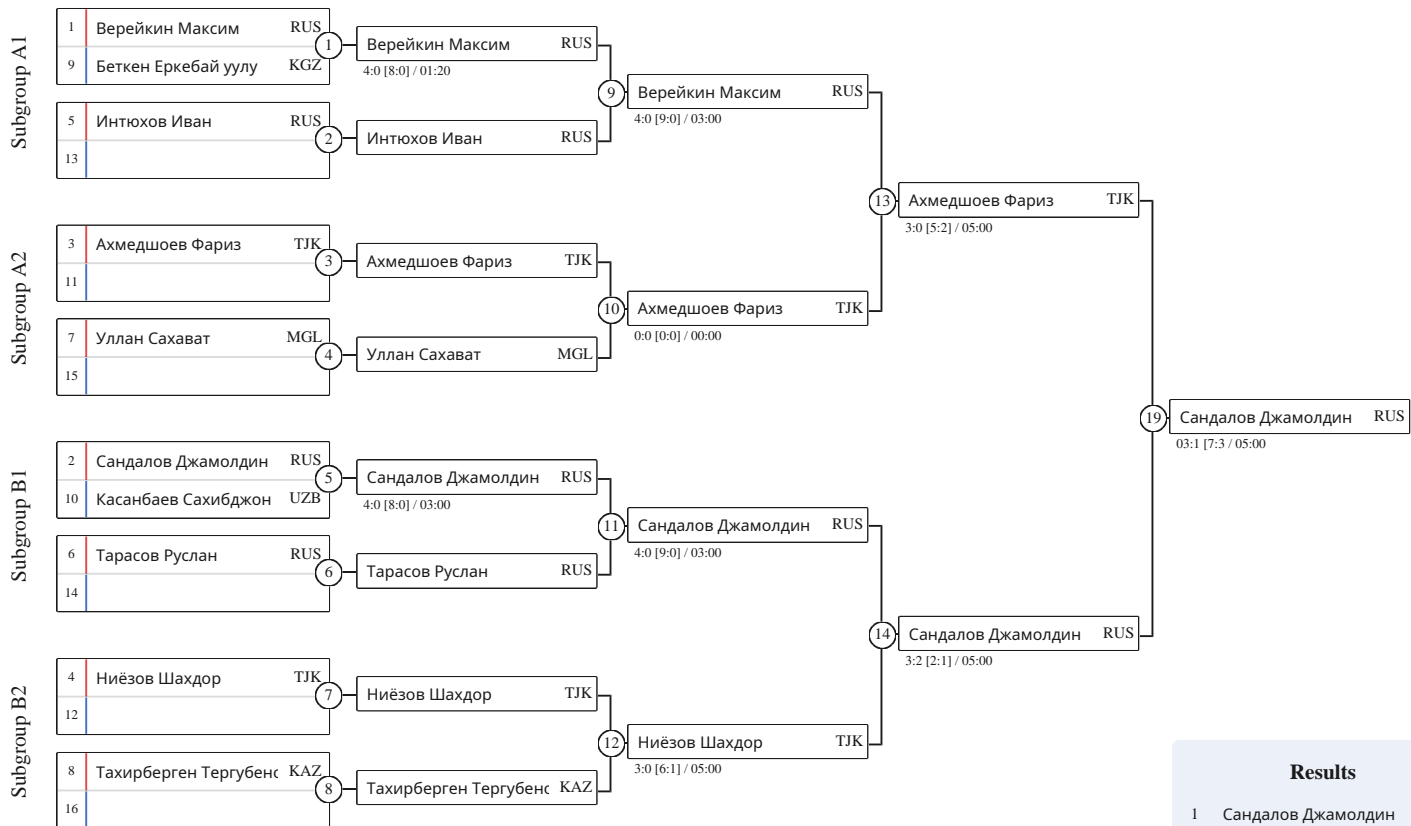 Subgroup A1
1 Верейкин Максим RUS
9 Беткен Еркебай уулу KGZ
1
Верейкин Максим RUS
4:0 [8:0] / 01:20
5 Интюхов Иван RUS
13
2
Интюхов Иван RUS
9
Верейкин Максим RUS
4:0 [9:0] / 03:00
Subgroup A2
3 Ахмедшоев Фариз TJK
11
3
Ахмедшоев Фариз TJK
7 Уллан Сахават MGL
15
4
Уллан Сахават MGL
10
Ахмедшоев Фариз TJK
0:0 [0:0] / 00:00
13
Ахмедшоев Фариз TJK
3:0 [5:2] / 05:00
Subgroup B1
2 Сандалов Джамолдин RUS
10 Касанбаев Сахибджон UZB
5
Сандалов Джамолдин RUS
4:0 [8:0] / 03:00
6 Тарасов Руслан RUS
14
6
Тарасов Руслан RUS
11
Сандалов Джамолдин RUS
4:0 [9:0] / 03:00
Subgroup B2
4 Ниёзов Шахдор TJK
12
7
Ниёзов Шахдор TJK
8 Тахирберген Тергубенс KAZ
16
8
Тахирберген Тергубенс KAZ
12
Ниёзов Шахдор TJK
3:0 [6:1] / 05:00
14
Сандалов Джамолдин RUS
3:2 [2:1] / 05:00
19
Сандалов Джамолдин RUS
03:1 [7:3 / 05:00
Results
1 Сандалов Джамолдин